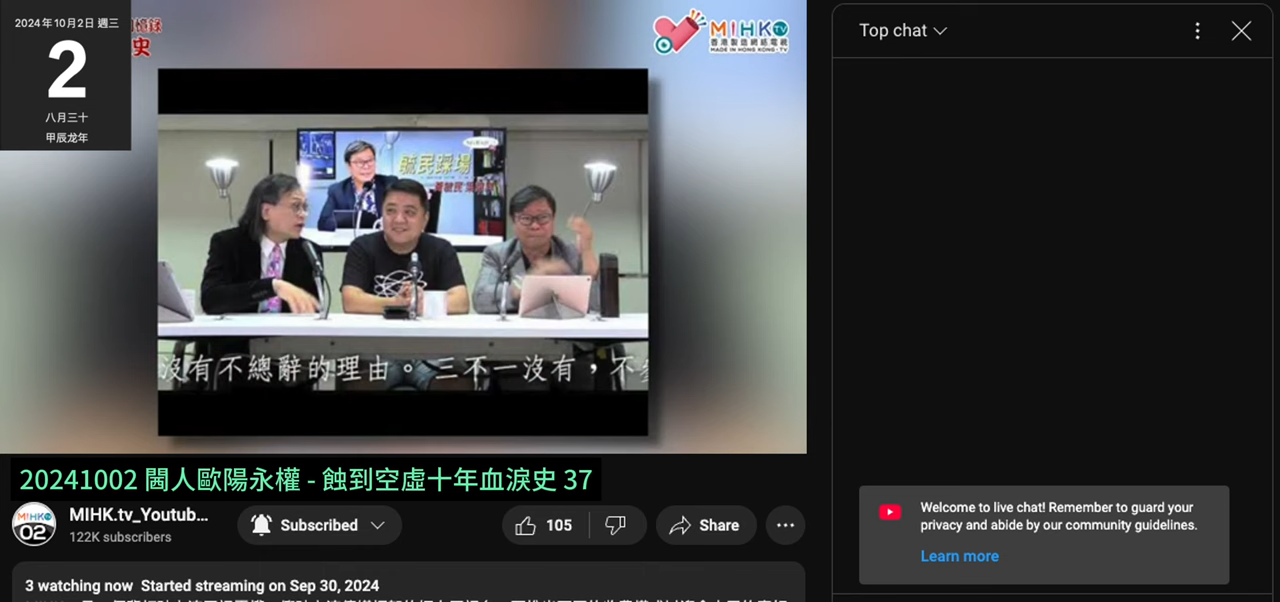 2024年10月2日 週三
2
八月三十
甲辰龙年
史
MIHK TV
香港製造網絡電視
MADE IN HONG KONG . TV
毓民踩場
沒有不總辭的理由。三不一沒有，不
20241002 閪人歐陽永權 - 蝕到空虛十年血淚史 37
MIHK.tv_Youtub...
122K subscribers
MIHK
02
Subscribed
105
Share
3 watching now Started streaming on Sep 30, 2024
Top chat
Welcome to live chat! Remember to guard your
privacy and abide by our community guidelines.
Learn more